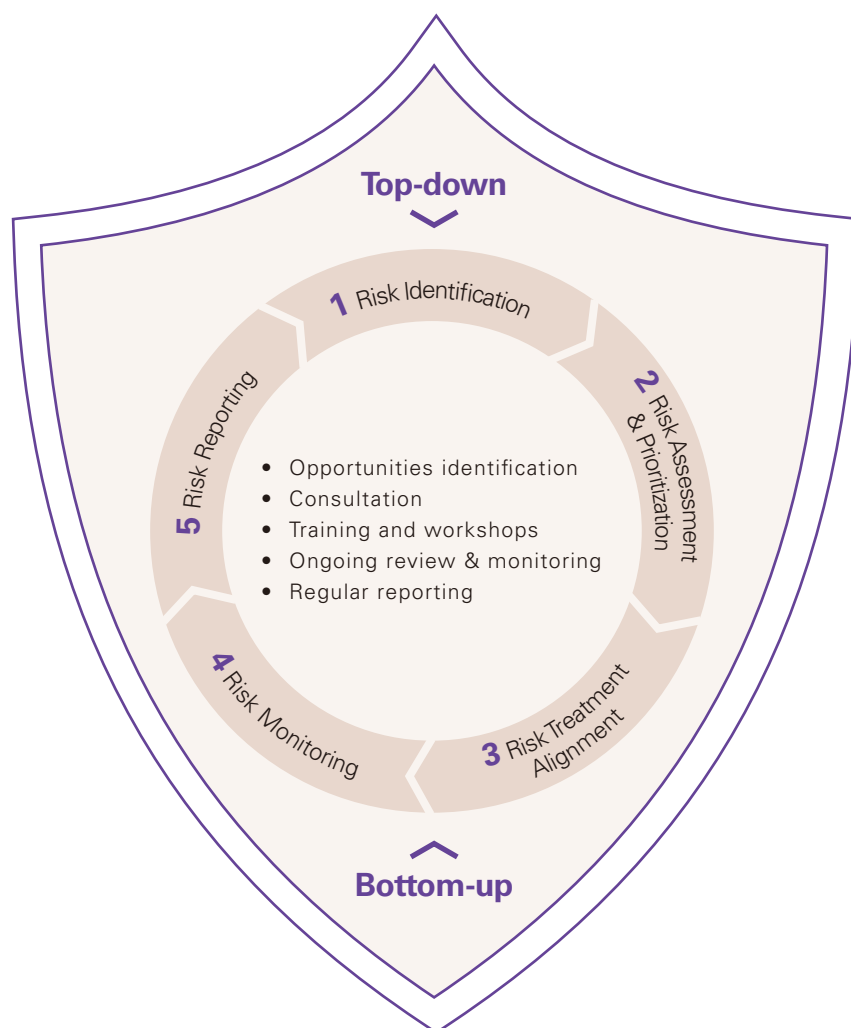 Top-down
1 Risk Identification
2 Risk Assessment
& Prioritization
3 Risk Treatment
Alignment
4 Risk Monitoring
5 Risk Reporting
• Opportunities identification
• Consultation
• Training and workshops
• Ongoing review & monitoring
• Regular reporting
Bottom-up